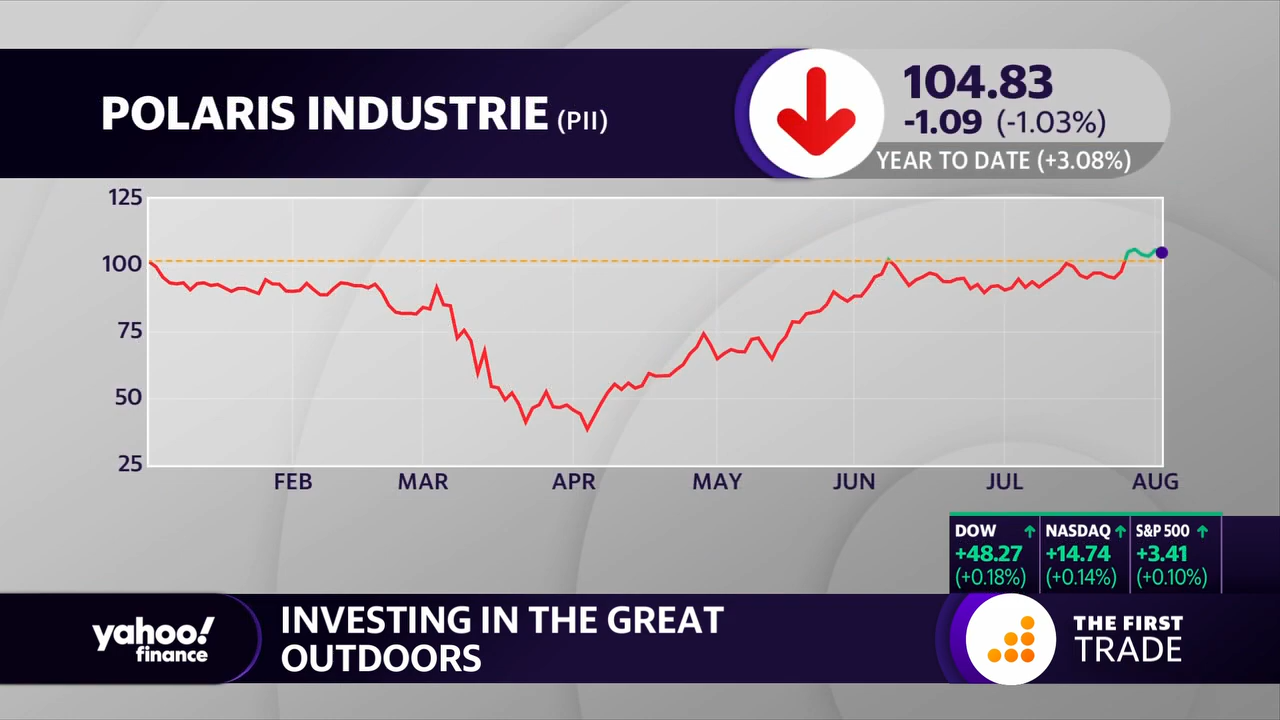 POLARIS INDUSTRIE (PII)
104.83
-1.09 (-1.03%)
YEAR TO DATE (+3.08%)
125
100
75
50
25
FEB MAR APR MAY JUN JUL AUG
DOW NASDAQ S&P 500
+48.27 +14.74 +3.41
(+0.18%) (+0.14%) (+0.10%)
yahoo!
finance
INVESTING IN THE GREAT
OUTDOORS
THE FIRST
TRADE